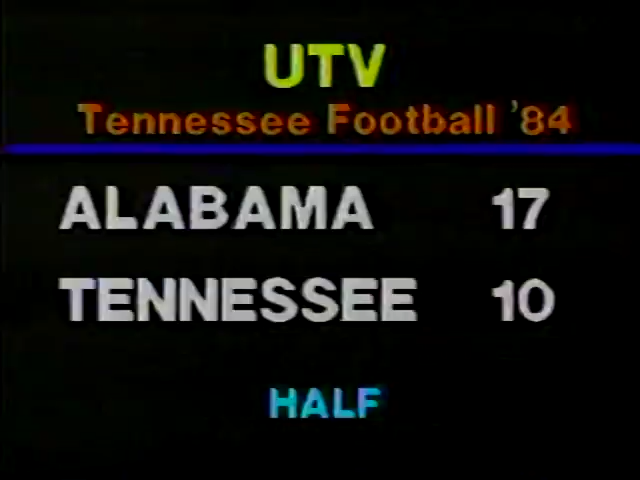 UTV
Tennessee Football '84
ALABAMA 17
TENNESSEE 10
HALF